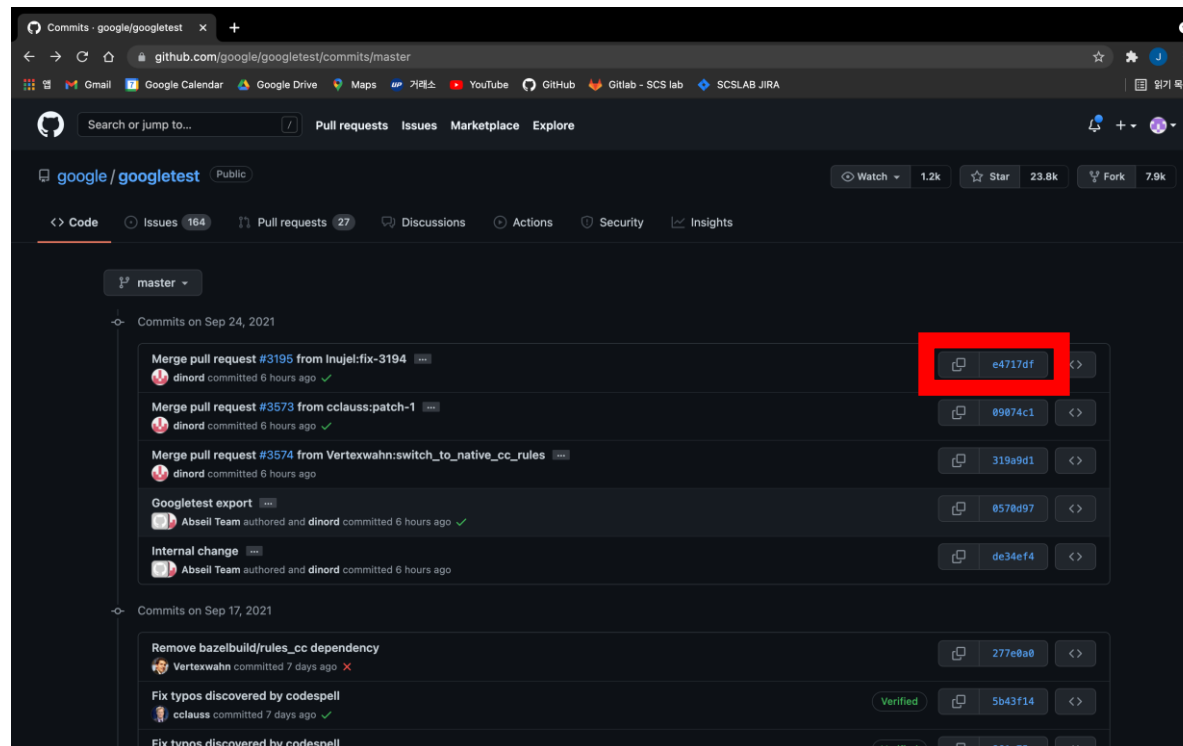 Commits · google/googletest
github.com/google/googletest/commits/master
J
앱 Gmail Google Calendar Google Drive Maps 거래소 YouTube GitHub Gitlab - SCS lab SCSLAB JIRA 읽기
Search or jump to... / Pull requests Issues Marketplace Explore
google / googletest Public Watch 1.2k Star 23.8k Fork 7.9k
Code Issues 164 Pull requests 27 Discussions Actions Security Insights
master
Commits on Sep 24, 2021
Merge pull request #3195 from Inujel:fix-3194 ...
dinord committed 6 hours ago
e4717df
Merge pull request #3573 from cclauss:patch-1 ...
dinord committed 6 hours ago
09074c1
Merge pull request #3574 from Vertexwahn:switch_to_native_cc_rules ...
dinord committed 6 hours ago
319a9d1
Googletest export ...
Abseil Team authored and dinord committed 6 hours ago
0570d97
Internal change ...
Abseil Team authored and dinord committed 6 hours ago
de34ef4
Commits on Sep 17, 2021
Remove bazelbuild/rules_cc dependency
Vertexwahn committed 7 days ago
277e0a0
Fix typos discovered by codespell
cclauss committed 7 days ago
Verified 5b43f14
Fix typos discovered by codespell